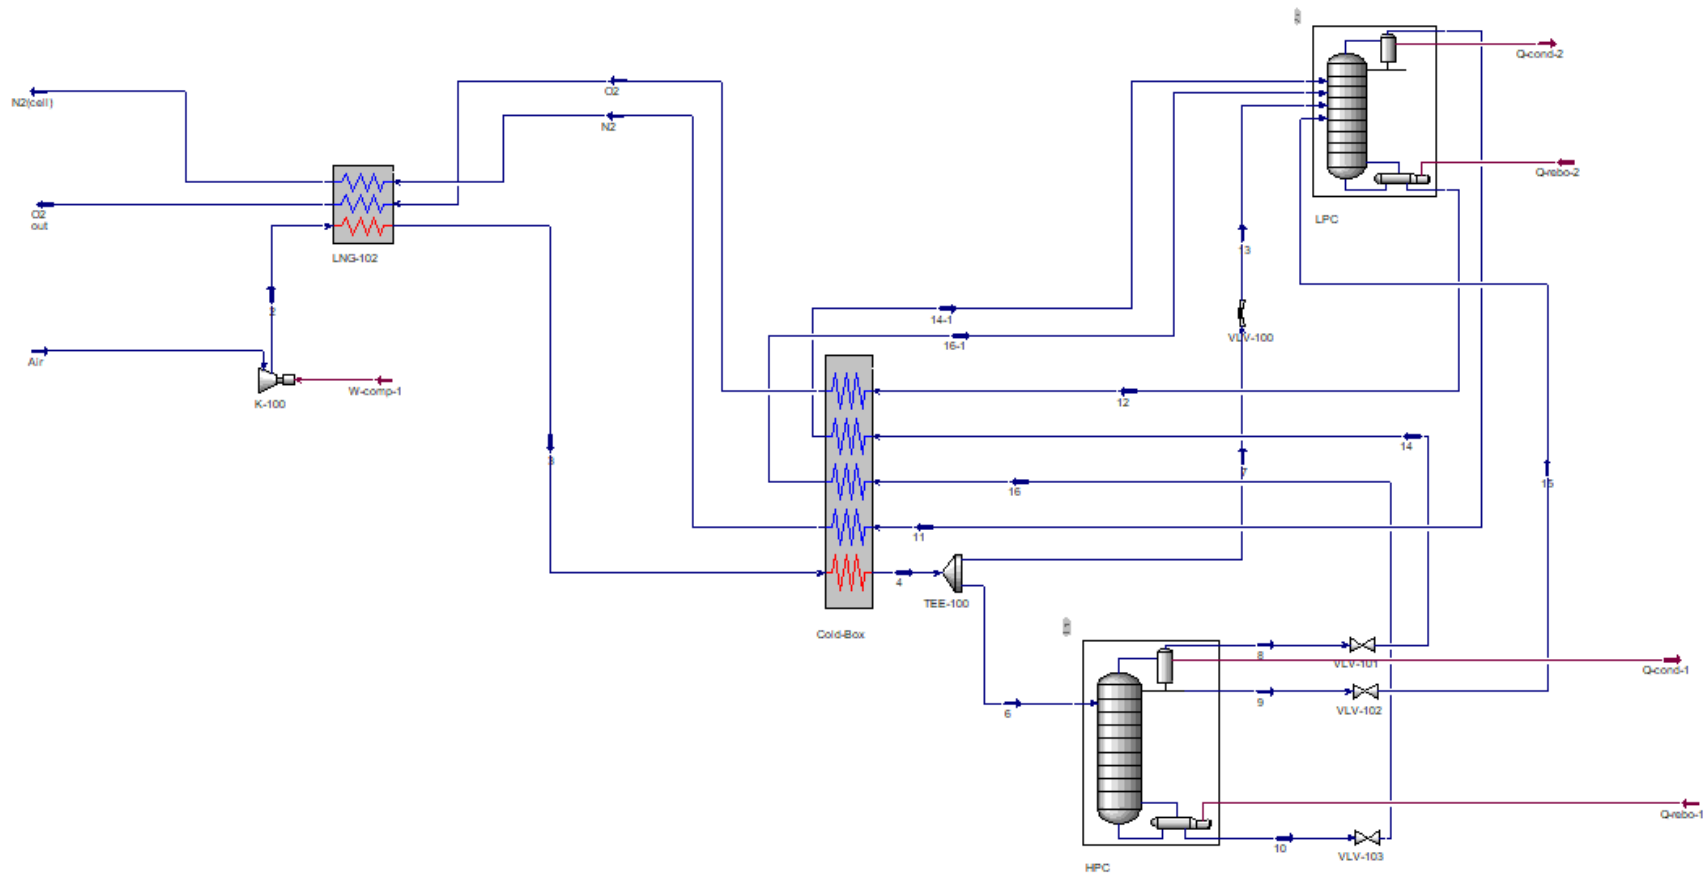 Q-cond-2
O2
N2(cell)
N2
Q-rebo-2
O2
out
LPC
LNG-102
13
2
14-1
VLV-100
16-1
Air
W-comp-1
K-100
12
14
3
7
16
15
11
4
TEE-100
Cold-Box
8
VLV-101
Q-cond-1
9
6
VLV-102
Q-rebo-1
10
VLV-103
HPC